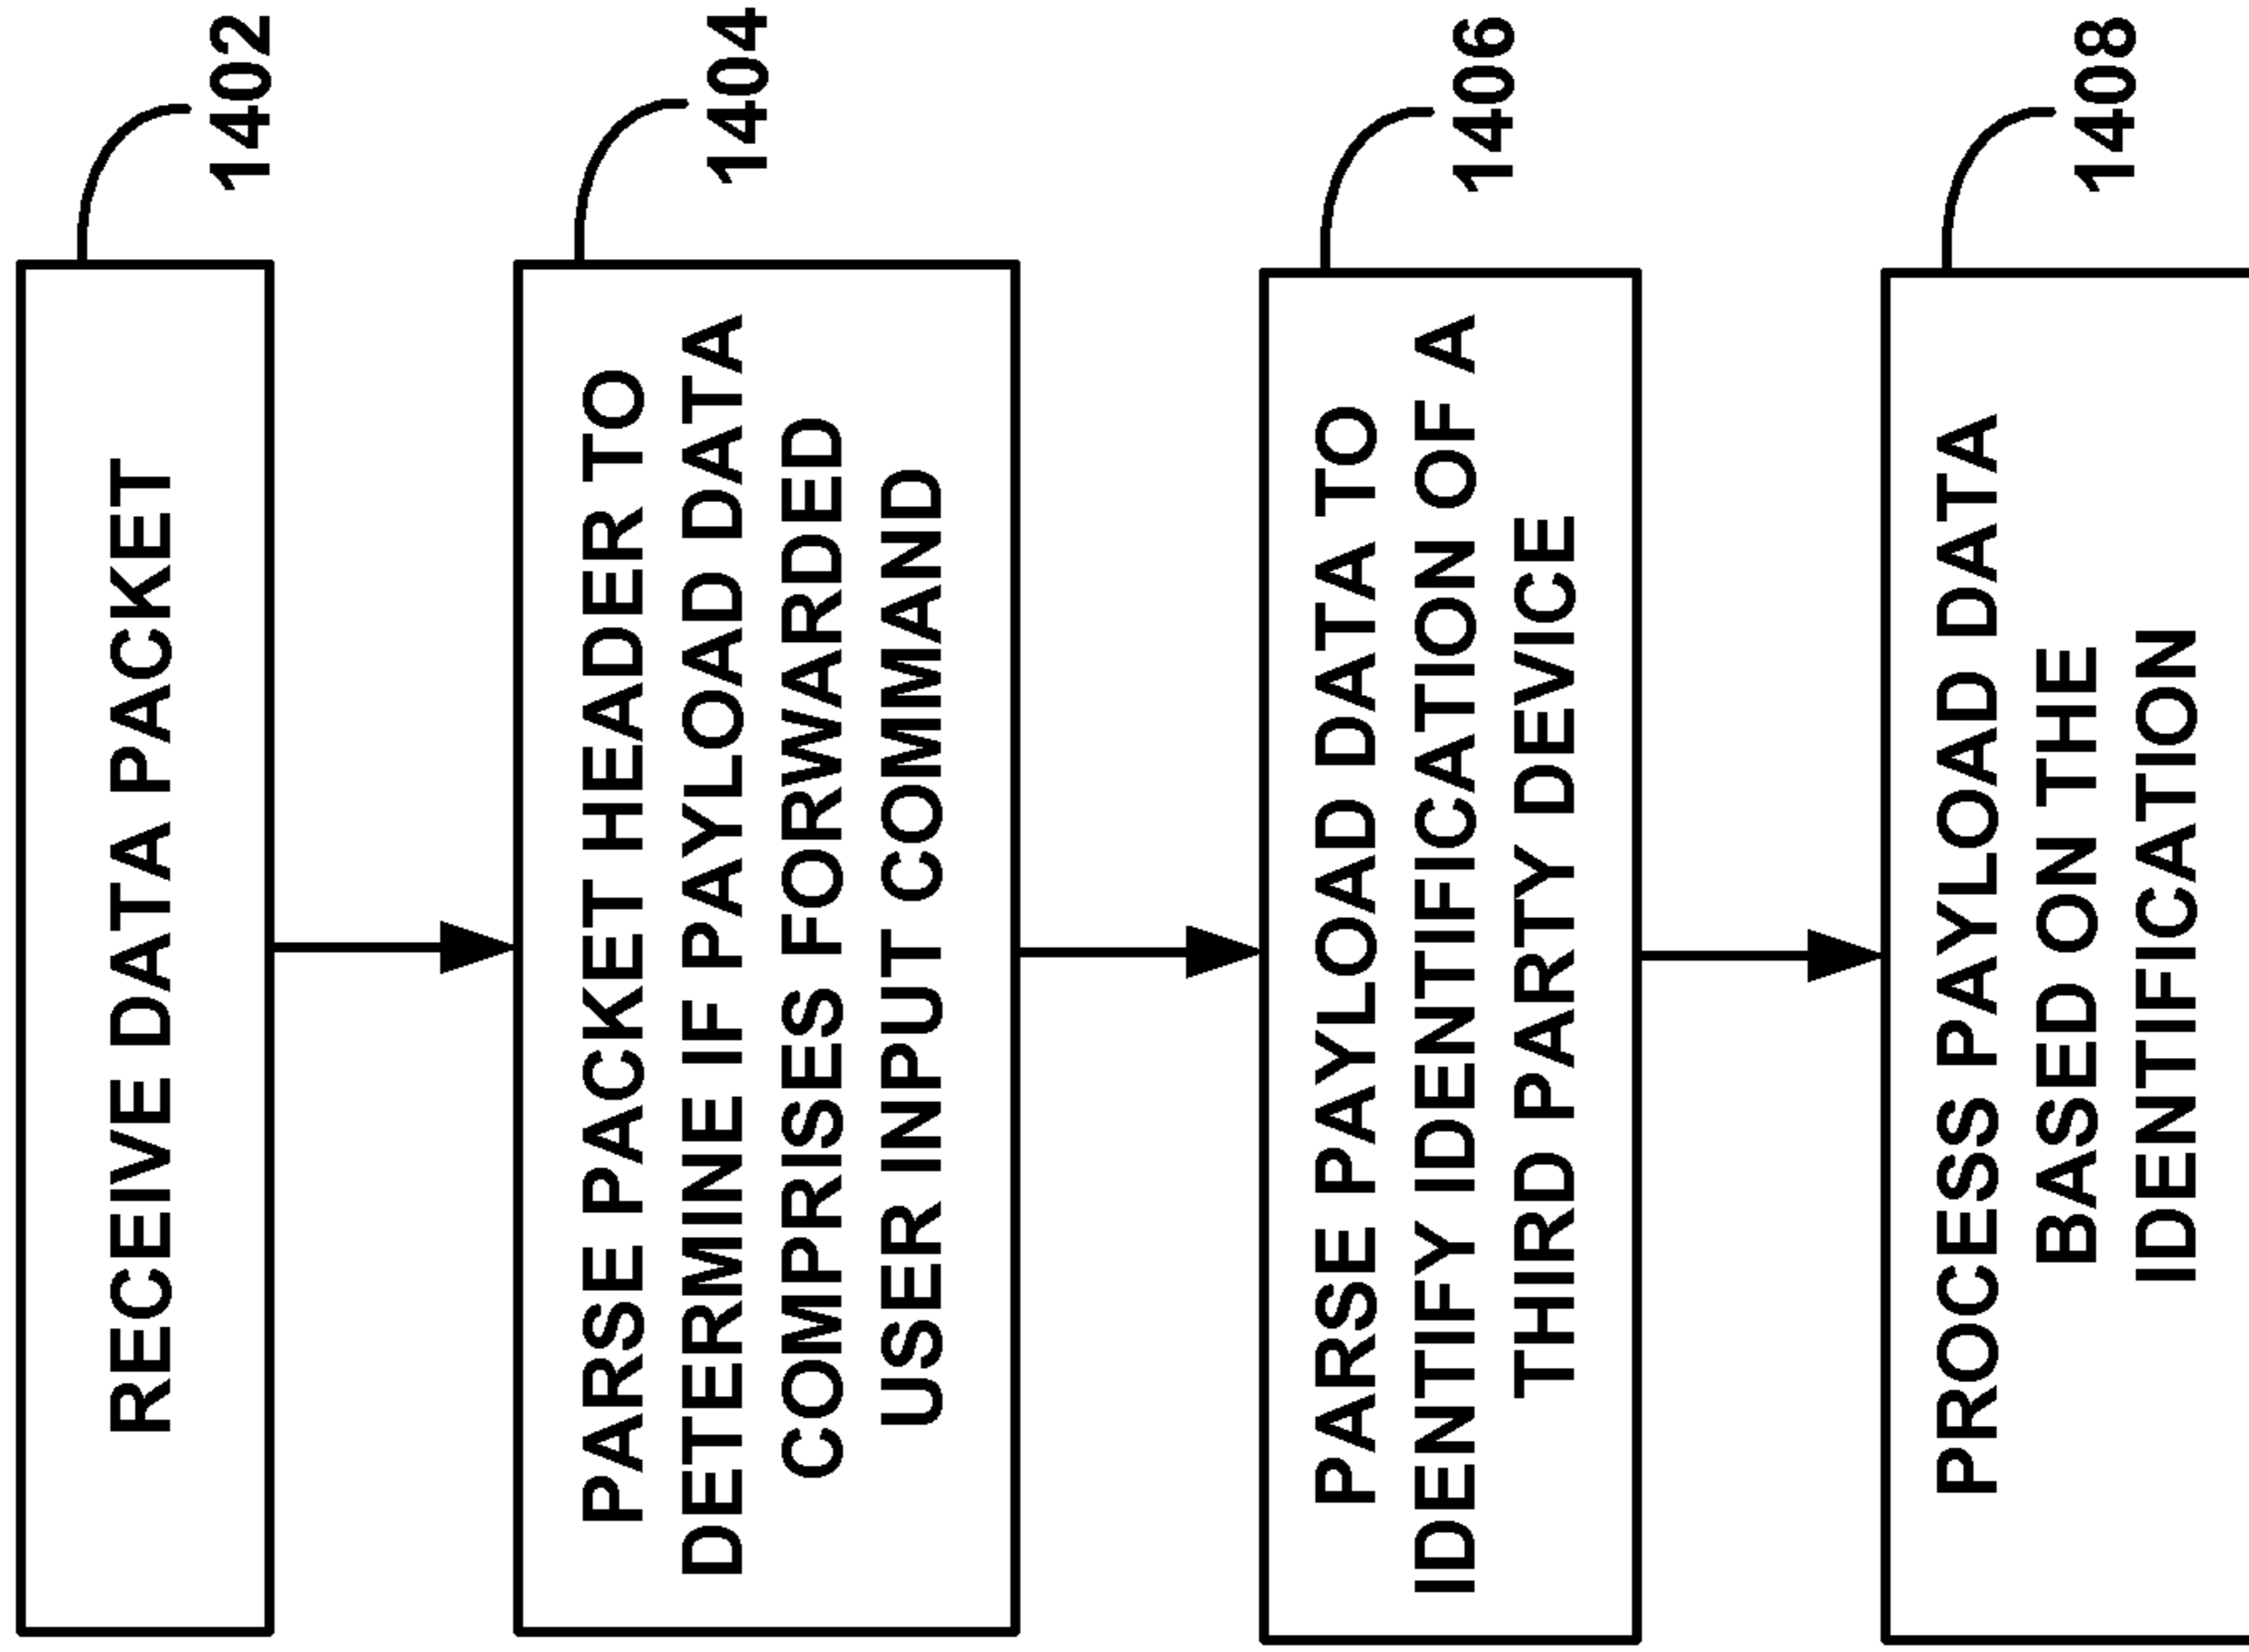 RECEIVE DATA PACKET
1402
PARSE PACKET HEADER TO
DETERMINE IF PAYLOAD DATA
COMPRISES FORWARDED
USER INPUT COMMAND
1404
PARSE PAYLOAD DATA TO
IDENTIFY IDENTIFICATION OF A
THIRD PARTY DEVICE
1406
PROCESS PAYLOAD DATA
BASED ON THE
IDENTIFICATION
1408